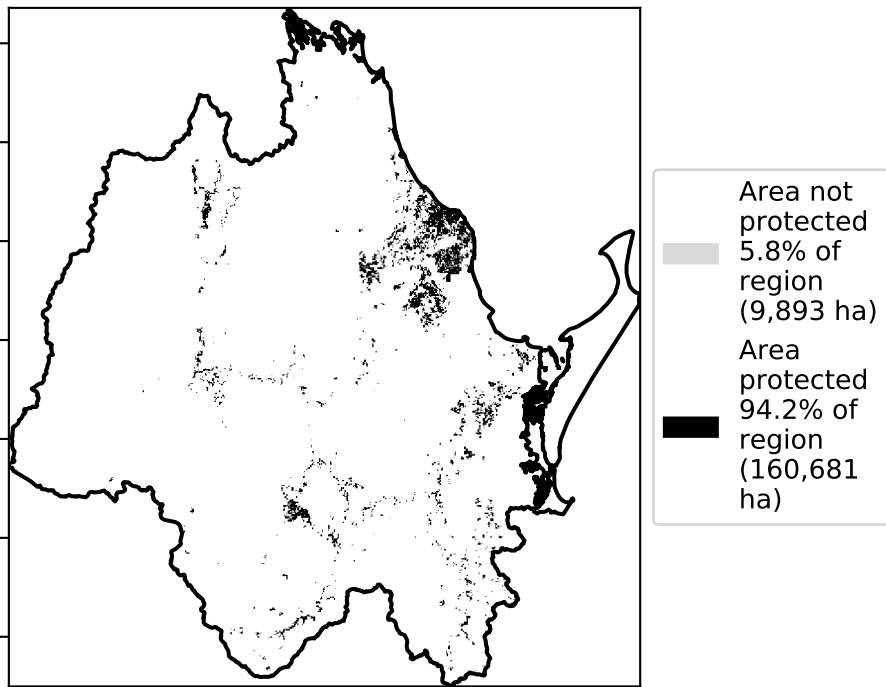 Area not
protected
5.8% of
region
(9,893 ha)
Area
protected
94.2% of
region
(160,681
ha)